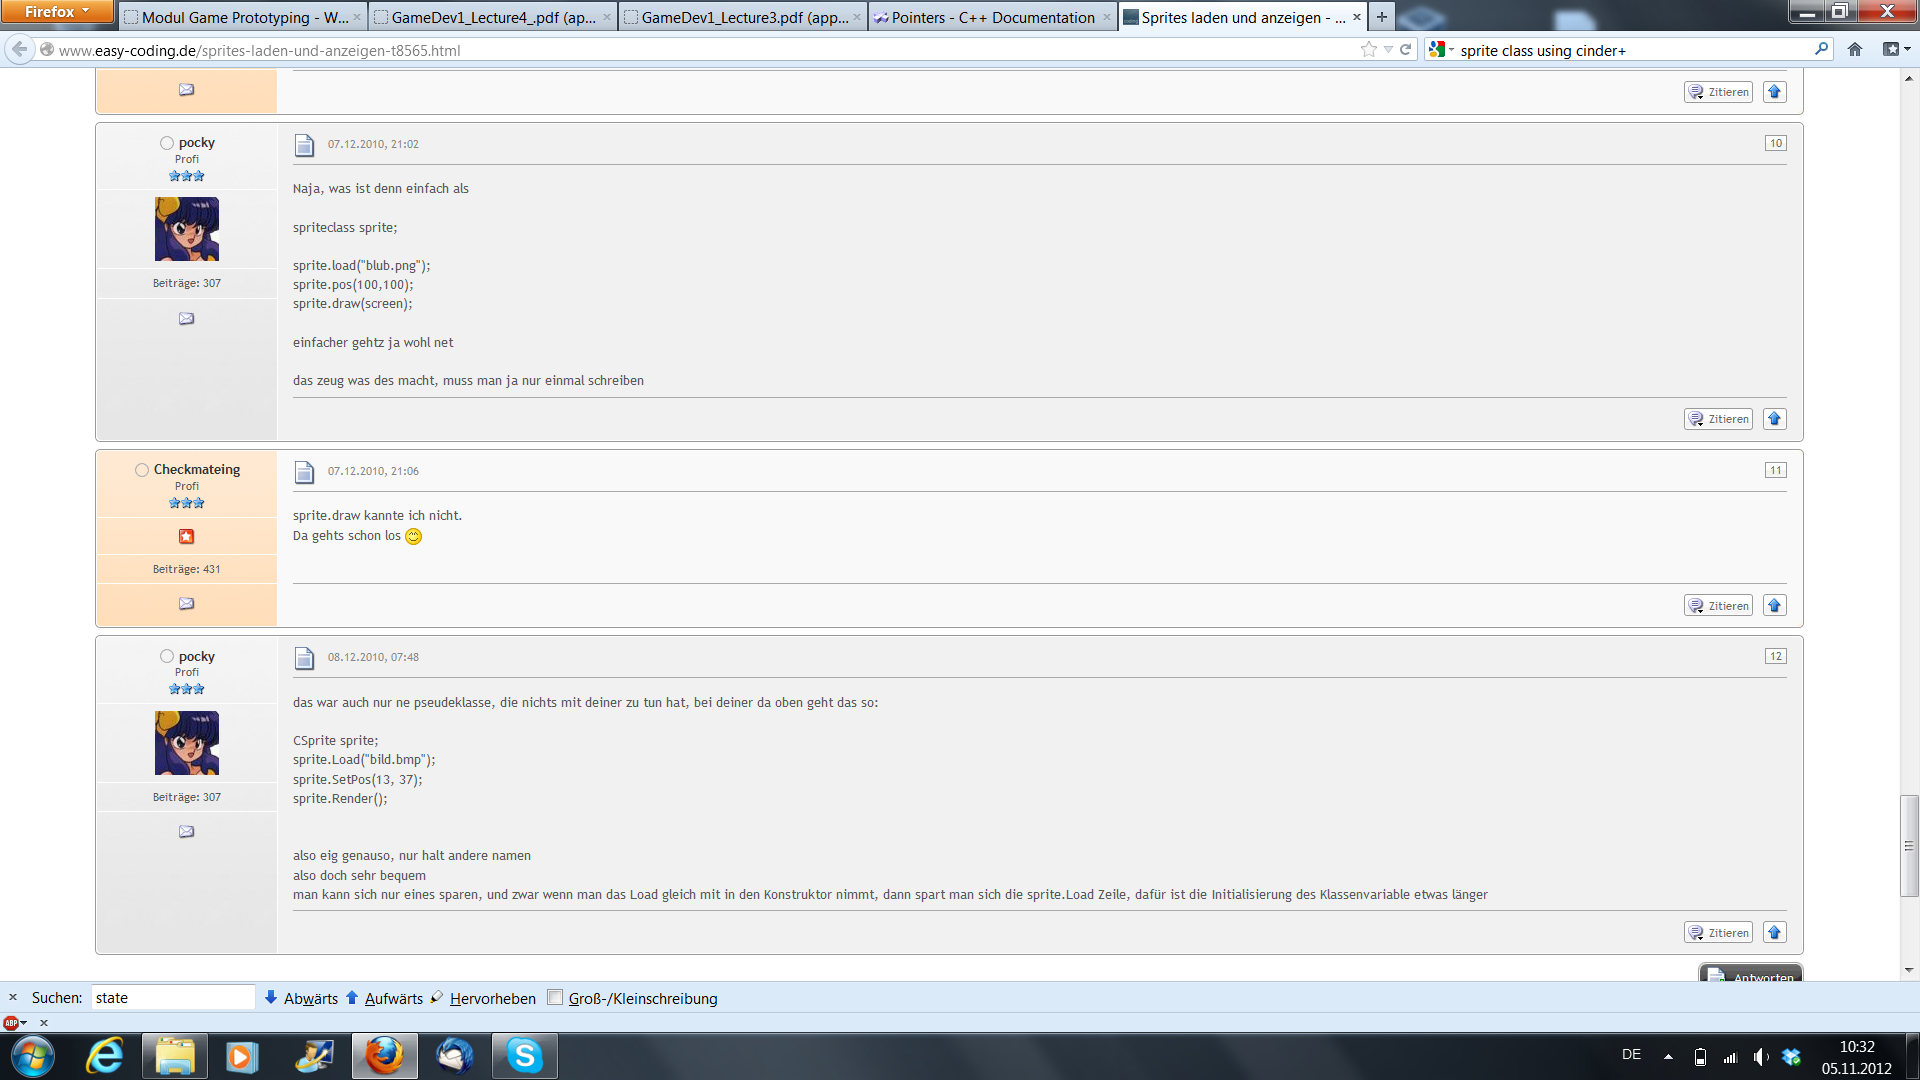 Firefox
Modul Game Prototyping - W...
GameDev1_Lecture4_.pdf (ap...
GameDev1_Lecture3.pdf (app...
Pointers - C++ Documentation
Sprites laden und anzeigen - ...
www.easy-coding.de/sprites-laden-und-anzeigen-t8565.html
sprite class using cinder+
Zitieren
pocky
Profi
Beiträge: 307
07.12.2010, 21:02
10
Naja, was ist denn einfach als
spriteclass sprite;
sprite.load("blub.png");
sprite.pos(100,100);
sprite.draw(screen);
einfacher gehtz ja wohl net
das zeug was des macht, muss man ja nur einmal schreiben
Zitieren
Checkmateing
Profi
Beiträge: 431
07.12.2010, 21:06
11
sprite.draw kannte ich nicht.
Da gehts schon los
Zitieren
pocky
Profi
Beiträge: 307
08.12.2010, 07:48
12
das war auch nur ne pseudeklasse, die nichts mit deiner zu tun hat, bei deiner da oben geht das so:
CSprite sprite;
sprite.Load("bild.bmp");
sprite.SetPos(13, 37);
sprite.Render();
also eig genauso, nur halt andere namen
also doch sehr bequem
man kann sich nur eines sparen, und zwar wenn man das Load gleich mit in den Konstruktor nimmt, dann spart man sich die sprite.Load Zeile, dafür ist die Initialisierung des Klassenvariable etwas länger
Zitieren
Antworten
Suchen: state Abwärts Aufwärts Hervorheben Groß-/Kleinschreibung
ABP
DE
10:32
05.11.2012